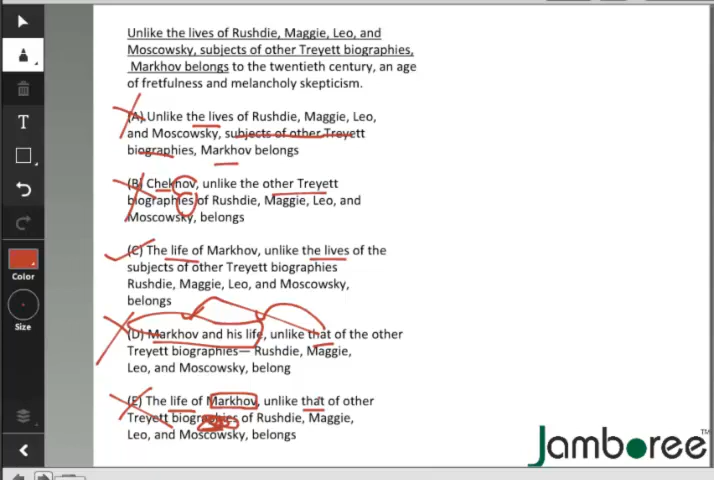 Unlike the lives of Rushdie, Maggie, Leo, and
Moscowsky, subjects of other Treyett biographies,
Markhov belongs to the twentieth century, an age
of fretfulness and melancholy skepticism.
(A) Unlike the lives of Rushdie, Maggie, Leo,
and Moscowsky, subjects of other Treyett
biographies, Markhov belongs
(B) Chekhov, unlike the other Treyett
biographies of Rushdie, Maggie, Leo, and
Moscowsky, belongs
(C) The life of Markhov, unlike the lives of the
subjects of other Treyett biographies
Rushdie, Maggie, Leo, and Moscowsky,
belongs
(D) Markhov and his life, unlike that of the other
Treyett biographies— Rushdie, Maggie,
Leo, and Moscowsky, belong
(E) The life of Markhov, unlike that of other
Treyett biographies of Rushdie, Maggie,
Leo, and Moscowsky, belongs
T
Color
Size
Jamboree™